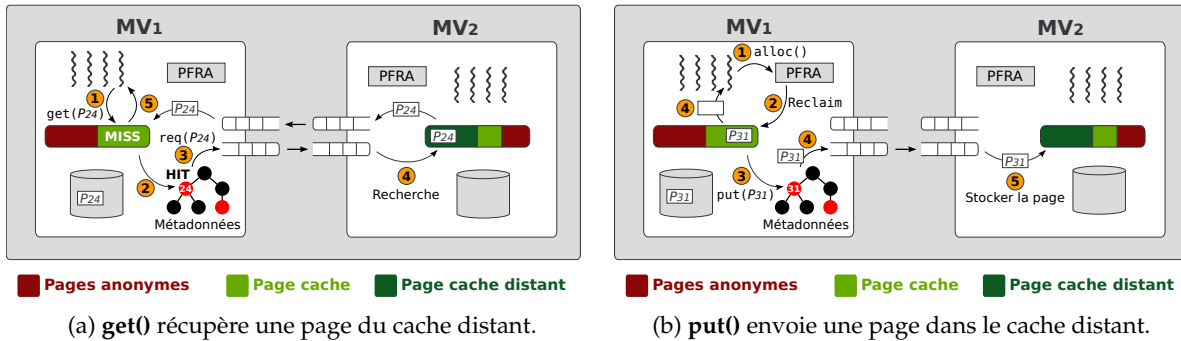 MV1
MV2
PFRA
PFRA
1
5
get(P24)
P24
P24
MISS
req(P24)
P24
3
HIT
4
2
24
Recherche
P24
Métadonnées
Pages anonymes
Page cache
Page cache distant
(a) get() récupère une page du cache distant.
MV1
MV2
1 alloc()
PFRA
PFRA
4
2 Reclaim
P31
4
P31
P31
3
5
P31
put(P31)
31
Stocker la page
Métadonnées
Pages anonymes
Page cache
Page cache distant
(b) put() envoie une page dans le cache distant.